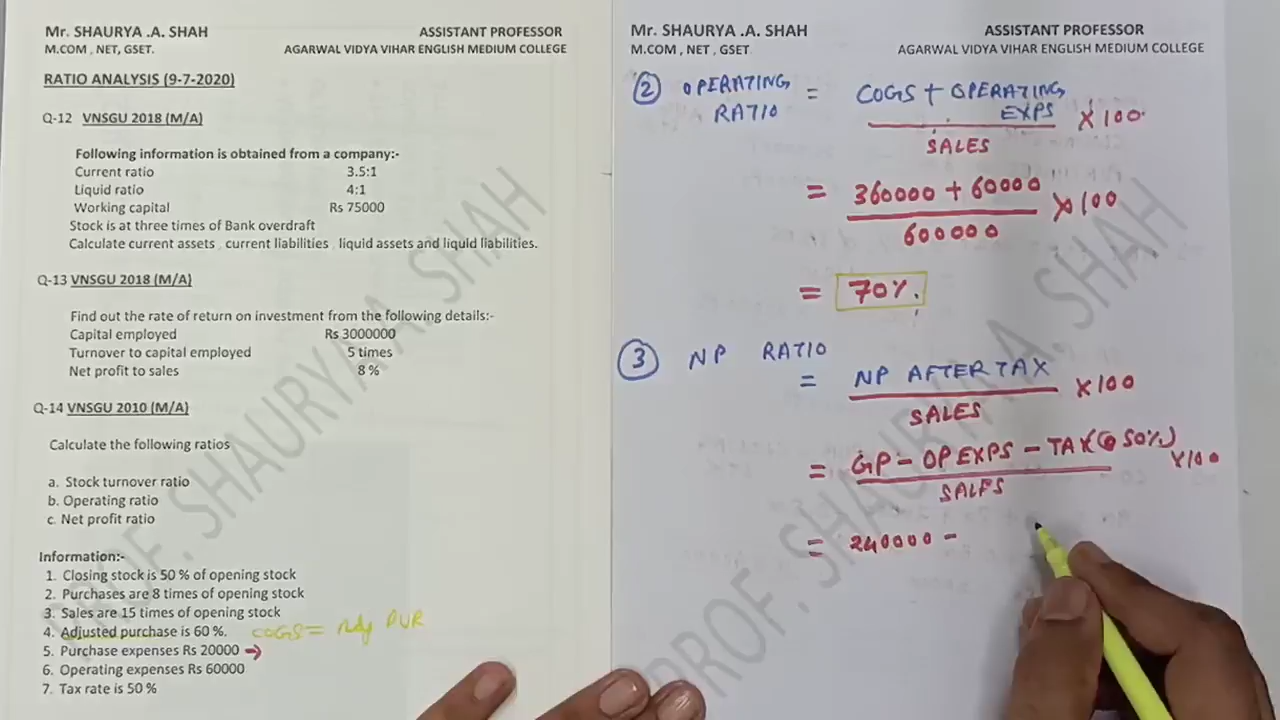 Mr. SHAURYA .A. SHAH ASSISTANT PROFESSOR
M.COM , NET, GSET. AGARWAL VIDYA VIHAR ENGLISH MEDIUM COLLEGE
RATIO ANALYSIS (9-7-2020)
Q-12 VNSGU 2018 (M/A)
Following information is obtained from a company:-
Current ratio 3.5:1
Liquid ratio 4:1
Working capital Rs 75000
Stock is at three times of Bank overdraft
Calculate current assets , current liabilities , liquid assets and liquid liabilities.
Q-13 VNSGU 2018 (M/A)
Find out the rate of return on investment from the following details:-
Capital employed Rs 3000000
Turnover to capital employed 5 times
Net profit to sales 8 %
Q-14 VNSGU 2010 (M/A)
Calculate the following ratios
a. Stock turnover ratio
b. Operating ratio
c. Net profit ratio
Information:-
1. Closing stock is 50 % of opening stock
2. Purchases are 8 times of opening stock
3. Sales are 15 times of opening stock
4. Adjusted purchase is 60 %. COGS = Adj PUR
5. Purchase expenses Rs 20000 →
6. Operating expenses Rs 60000
7. Tax rate is 50 %
PROF. SHAURYA A. SHAH
Mr. SHAURYA .A. SHAH ASSISTANT PROFESSOR
M.COM , NET, GSET. AGARWAL VIDYA VIHAR ENGLISH MEDIUM COLLEGE
② OPERATING RATIO = COGS + OPERATING EXPS × 100
SALES
= 360000 + 60000 × 100
600000
= 70%.
③ NP RATIO
= NP AFTER TAX × 100
SALES
= GP - OP EXPS - TAX (@ 50%) × 100
SALES
= 240000 -
PROF. SHAURYA A. SHAH